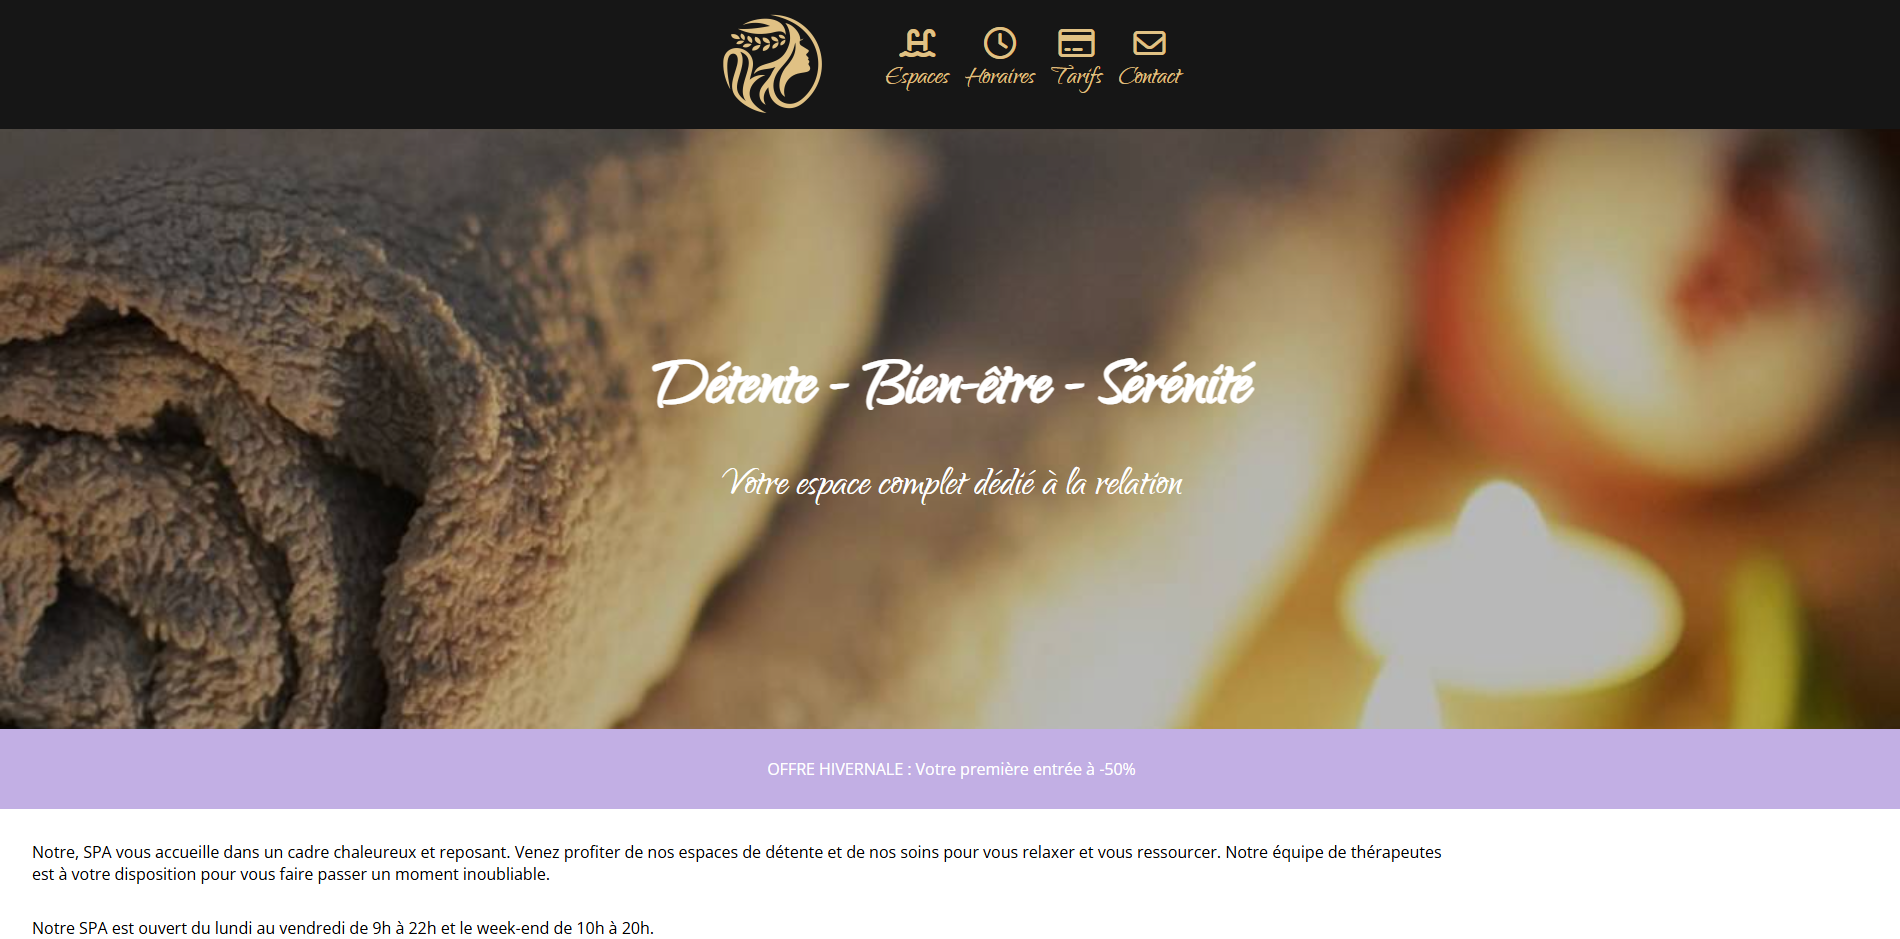 Espaces Horaires Tarifs Contact
Détente - Bien-être - Sérénité
Votre espace complet dédié à la relation
OFFRE HIVERNALE : Votre première entrée à -50%
Notre, SPA vous accueille dans un cadre chaleureux et reposant. Venez profiter de nos espaces de détente et de nos soins pour vous relaxer et vous ressourcer. Notre équipe de thérapeutes
est à votre disposition pour vous faire passer un moment inoubliable.
Notre SPA est ouvert du lundi au vendredi de 9h à 22h et le week-end de 10h à 20h.